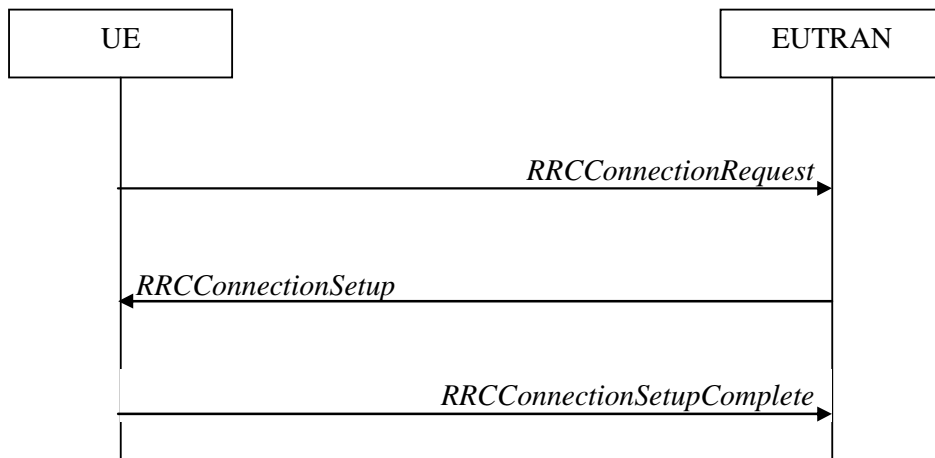 UE
EUTRAN
RRCConnectionRequest
RRCConnectionSetup
RRCConnectionSetupComplete